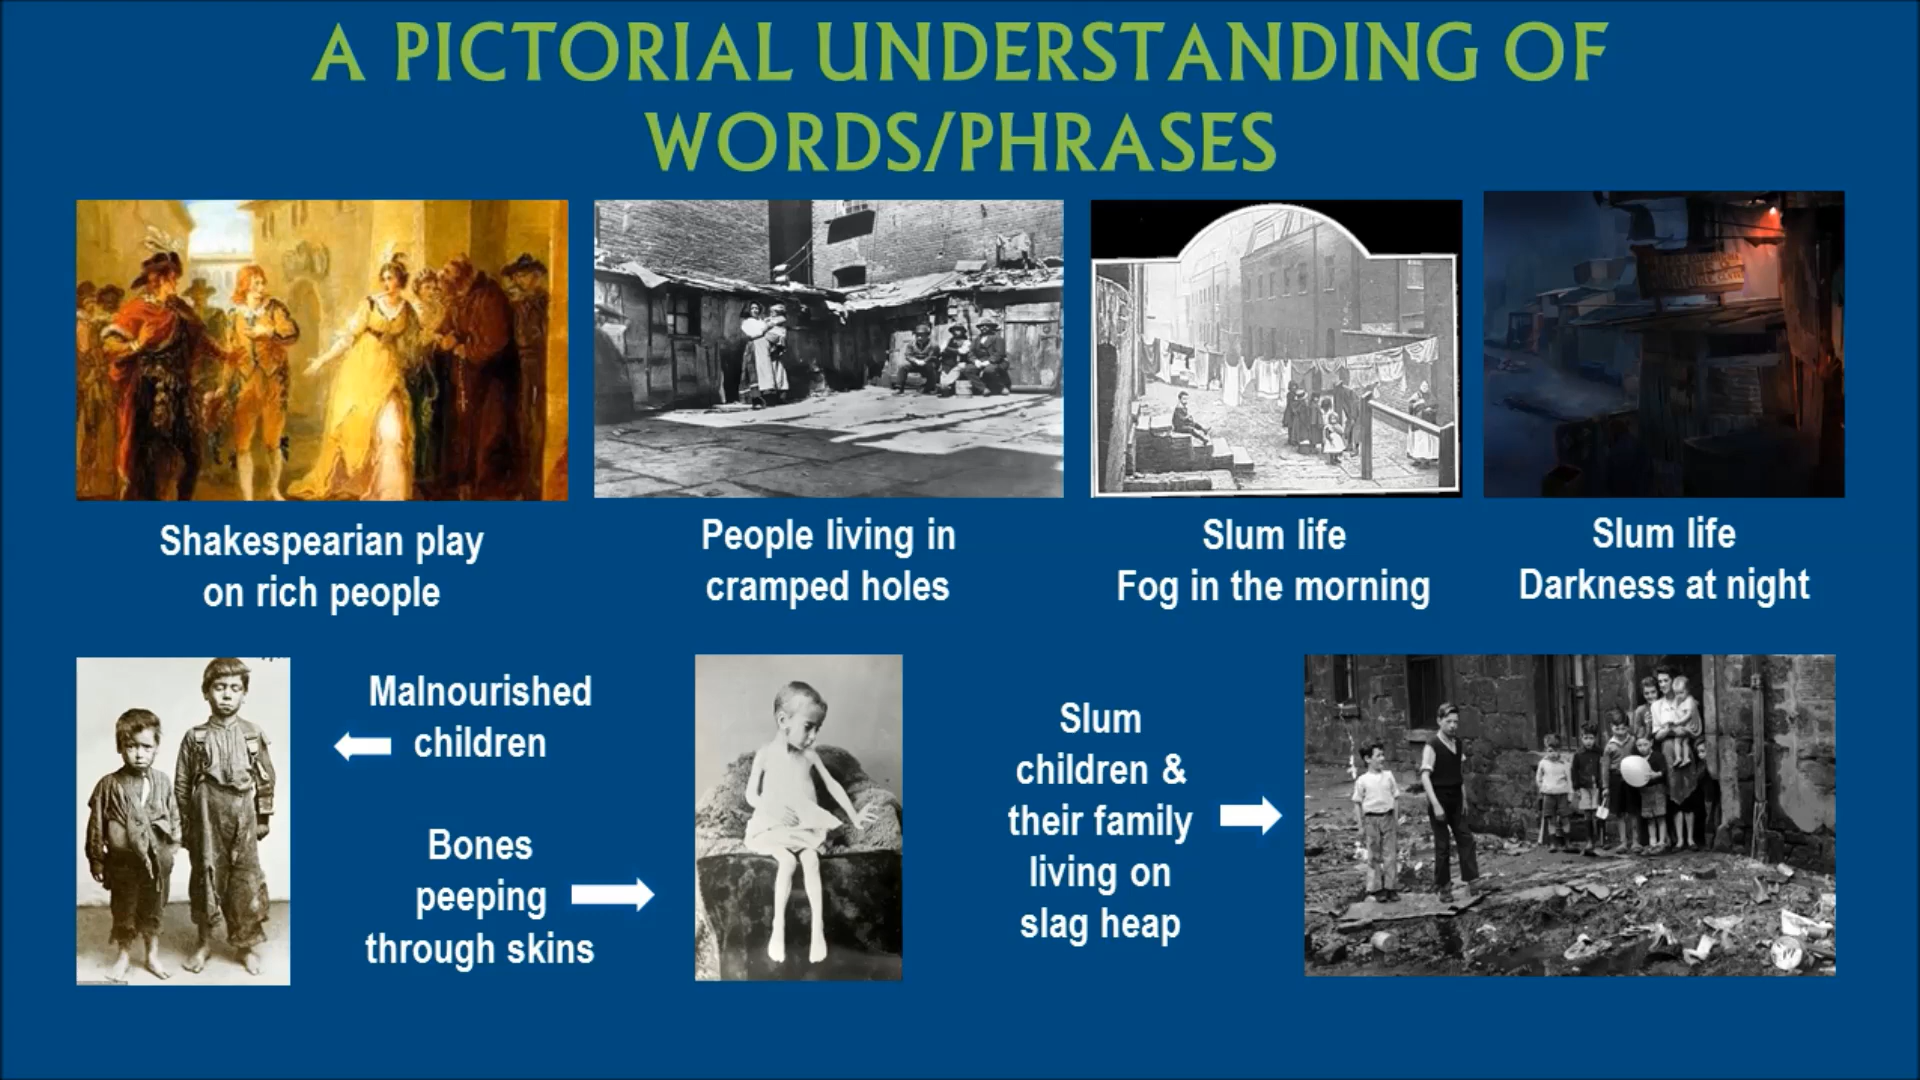 A PICTORIAL UNDERSTANDING OF
WORDS/PHRASES
Shakespearian play
on rich people
People living in
cramped holes
Slum life
Fog in the morning
Slum life
Darkness at night
Malnourished
children
Bones
peeping
through skins
Slum
children &
their family
living on
slag heap